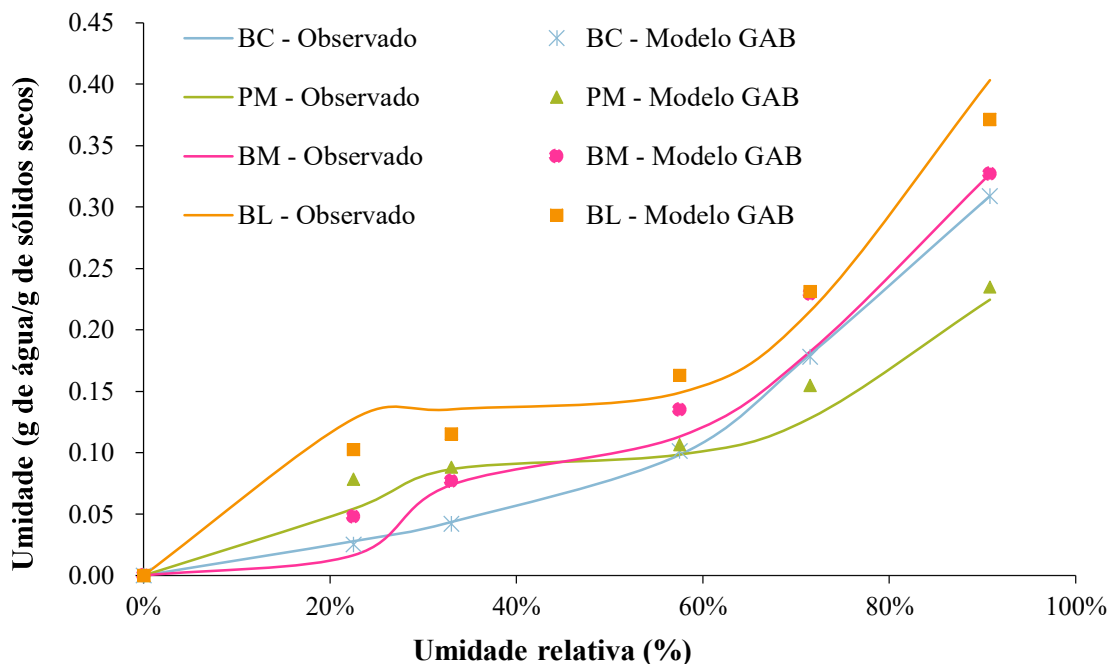 Umidade (g de água/g de sólidos secos)
0.45
0.40
0.35
0.30
0.25
0.20
0.15
0.10
0.05
0.00
BC - Observado
BC - Modelo GAB
PM - Observado
PM - Modelo GAB
BM - Observado
BM - Modelo GAB
BL - Observado
BL - Modelo GAB
0%
20%
40%
60%
80%
100%
Umidade relativa (%)